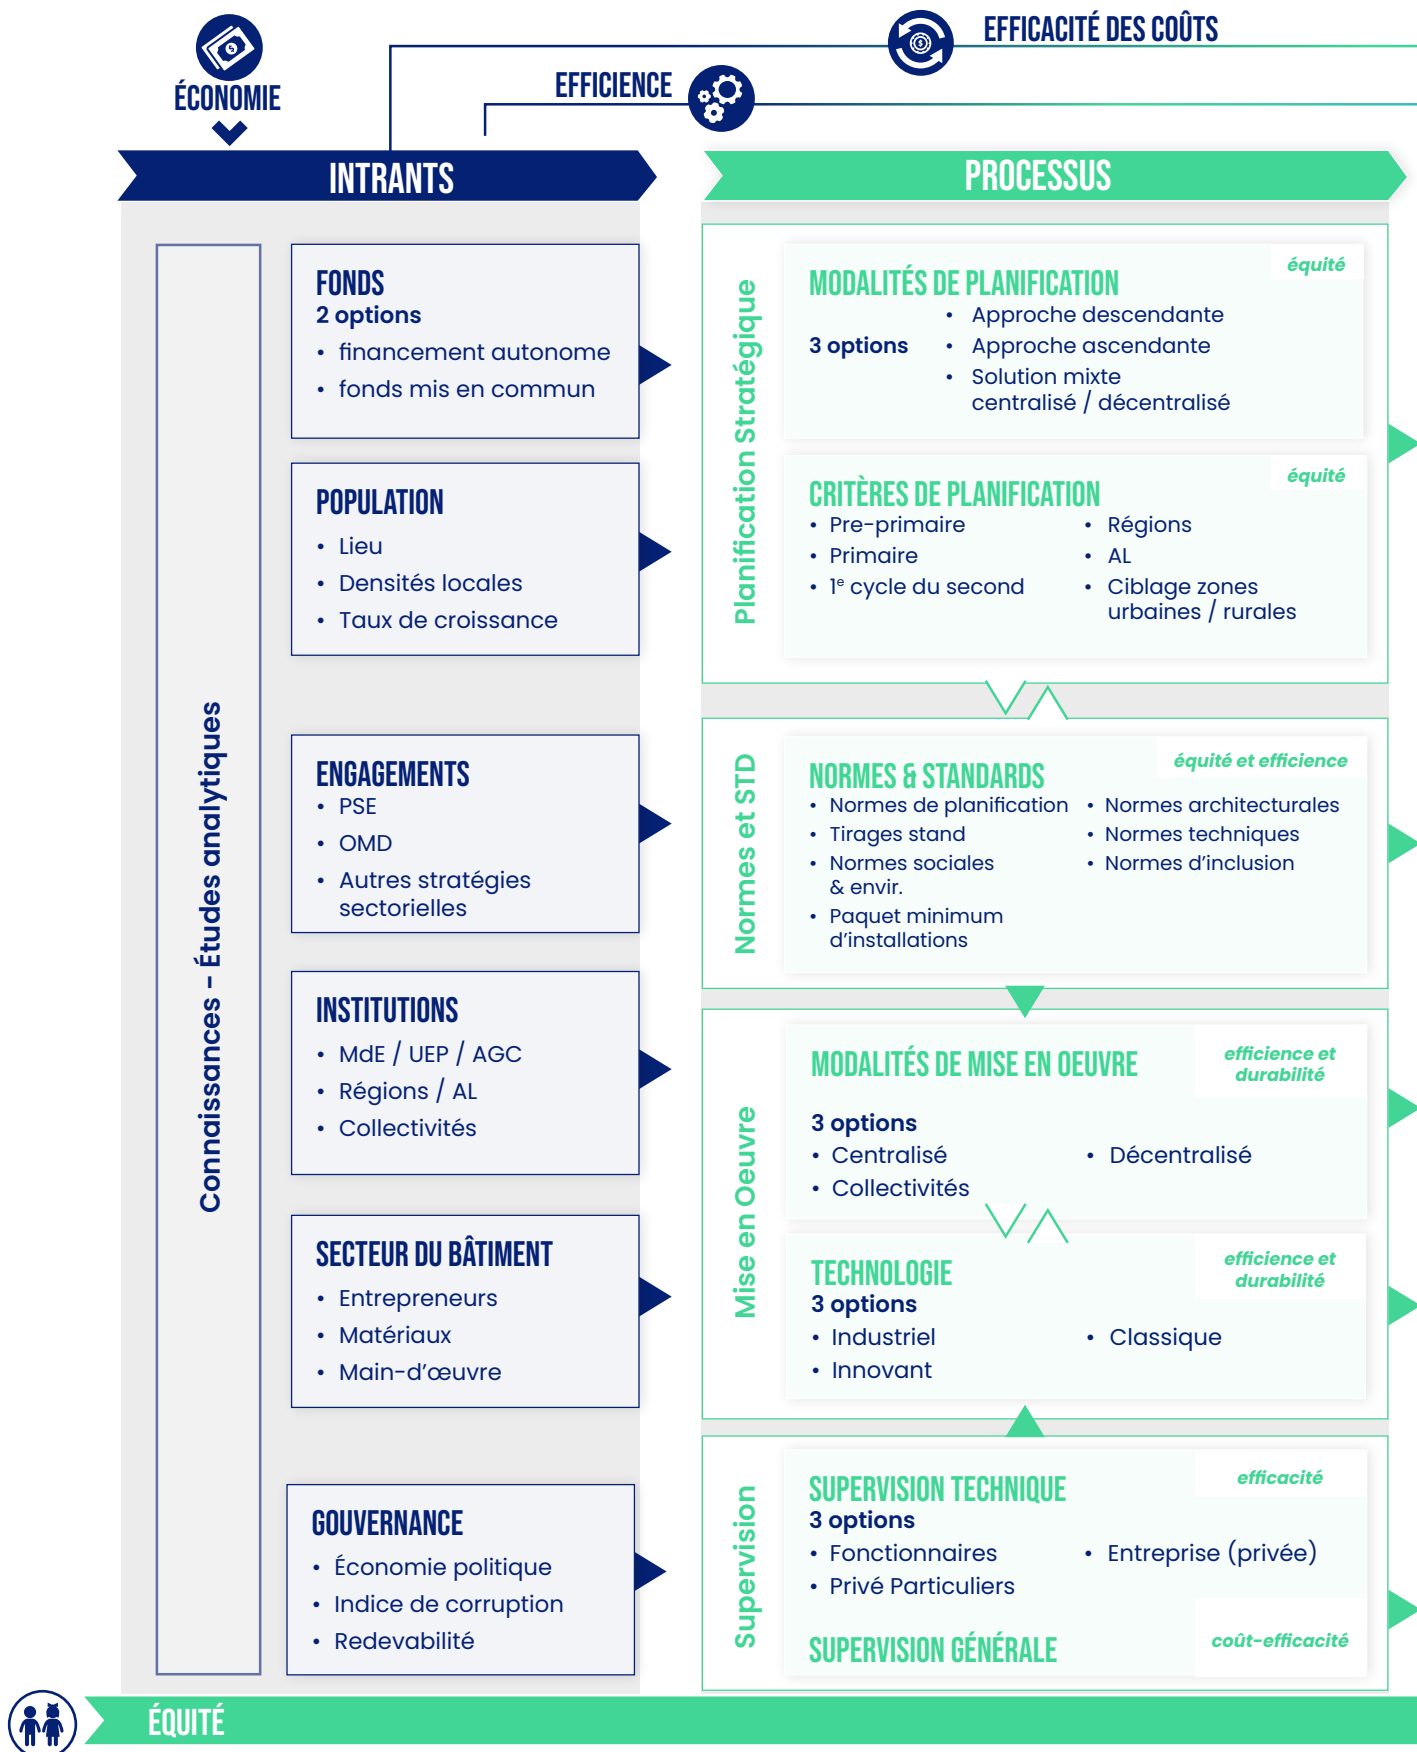 ÉCONOMIE
EFFICIENCE
EFFICACITÉ DES COÛTS
INTRANTS
Connaissances – Études analytiques
FONDS
2 options
• financement autonome
• fonds mis en commun
POPULATION
• Lieu
• Densités locales
• Taux de croissance
ENGAGEMENTS
• PSE
• OMD
• Autres stratégies
sectorielles
INSTITUTIONS
• MdE / UEP / AGC
• Régions / AL
• Collectivités
SECTEUR DU BÂTIMENT
• Entrepreneurs
• Matériaux
• Main-d'œuvre
GOUVERNANCE
• Économie politique
• Indice de corruption
• Redevabilité
PROCESSUS
Planification Stratégique
MODALITÉS DE PLANIFICATION
équité
3 options
• Approche descendante
• Approche ascendante
• Solution mixte
centralisé / décentralisé
CRITÈRES DE PLANIFICATION
équité
• Pre-primaire
• Primaire
• 1e cycle du second
• Régions
• AL
• Ciblage zones
urbaines / rurales
Normes et STD
NORMES & STANDARDS
équité et efficience
• Normes de planification
• Tirages stand
• Normes sociales
& envir.
• Paquet minimum
d'installations
• Normes architecturales
• Normes techniques
• Normes d'inclusion
Mise en Oeuvre
MODALITÉS DE MISE EN OEUVRE
efficience et
durabilité
3 options
• Centralisé
• Collectivités
• Décentralisé
TECHNOLOGIE
efficience et
durabilité
3 options
• Industriel
• Innovant
• Classique
Supervision
SUPERVISION TECHNIQUE
efficacité
3 options
• Fonctionnaires
• Privé Particuliers
• Entreprise (privée)
SUPERVISION GÉNÉRALE
coût-efficacité
ÉQUITÉ